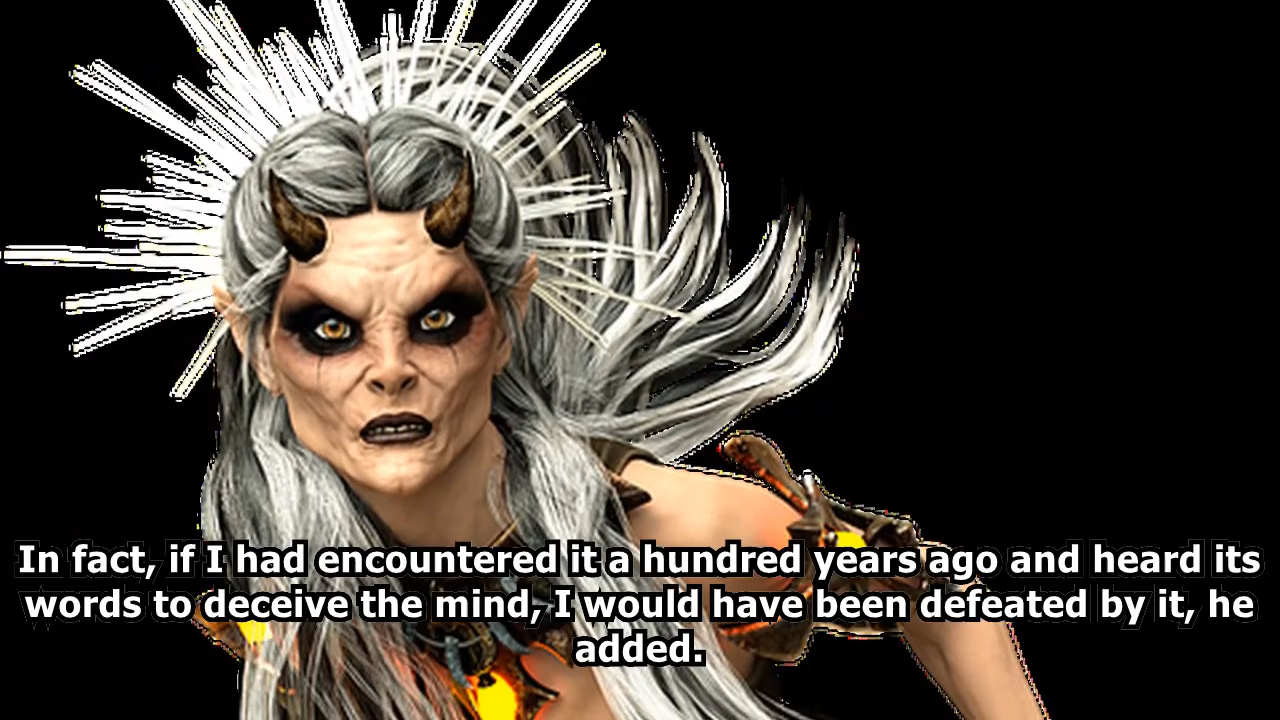 In fact, if I had encountered it a hundred years ago and heard its
words to deceive the mind, I would have been defeated by it, he
added.